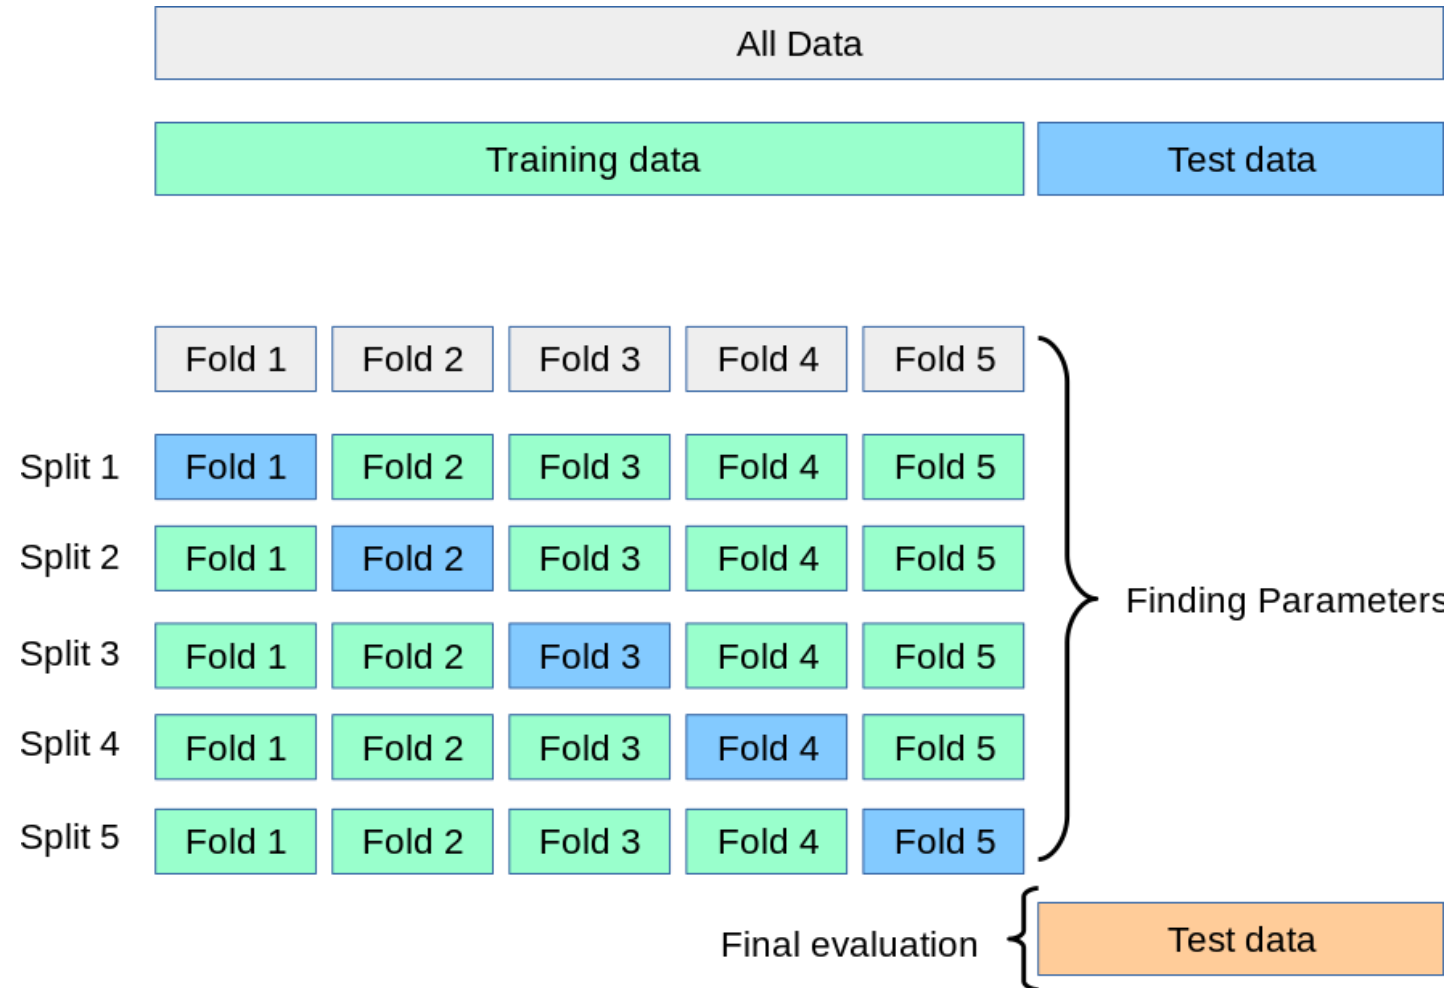 All Data
Training data Test data
Fold 1 Fold 2 Fold 3 Fold 4 Fold 5
Split 1 Fold 1 Fold 2 Fold 3 Fold 4 Fold 5
Split 2 Fold 1 Fold 2 Fold 3 Fold 4 Fold 5
Finding Parameters
Split 3 Fold 1 Fold 2 Fold 3 Fold 4 Fold 5
Split 4 Fold 1 Fold 2 Fold 3 Fold 4 Fold 5
Split 5 Fold 1 Fold 2 Fold 3 Fold 4 Fold 5
Final evaluation Test data